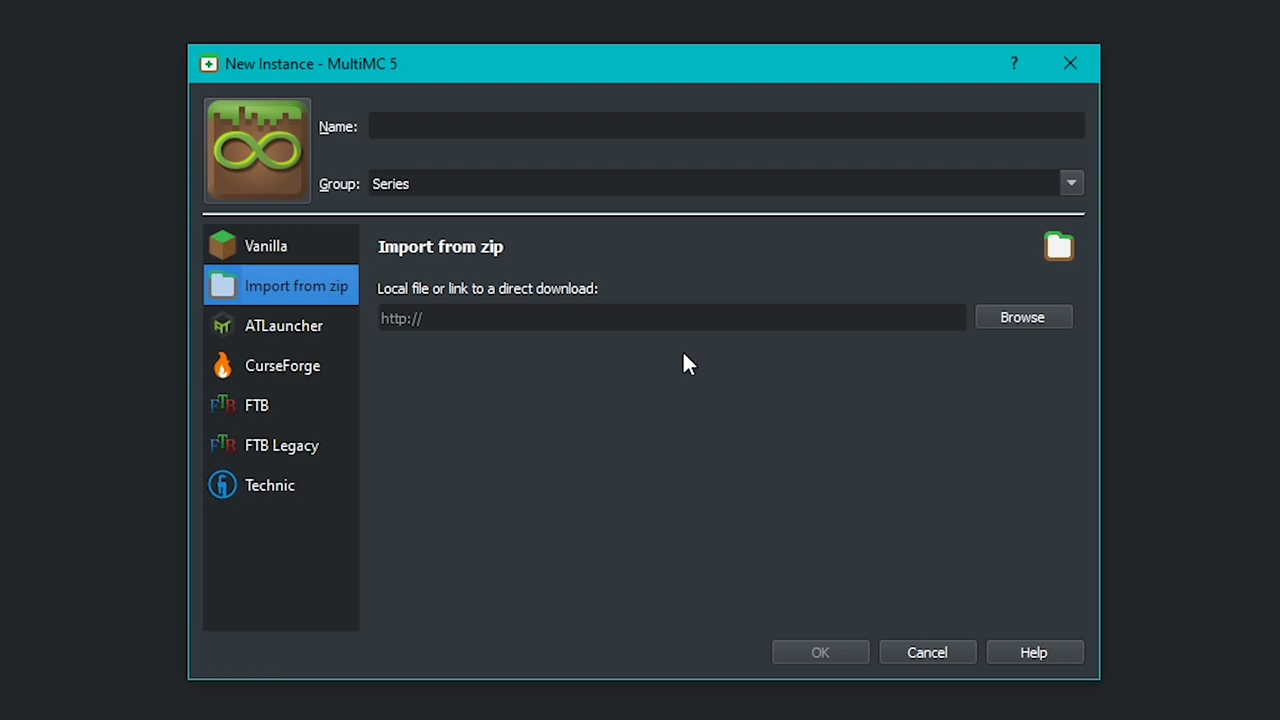 New Instance - MultiMC 5
?
Name:
Group: Series
Vanilla
Import from zip
ATLauncher
CurseForge
FTB
FTB Legacy
Technic
Import from zip
Local file or link to a direct download:
http://
Browse
OK
Cancel
Help